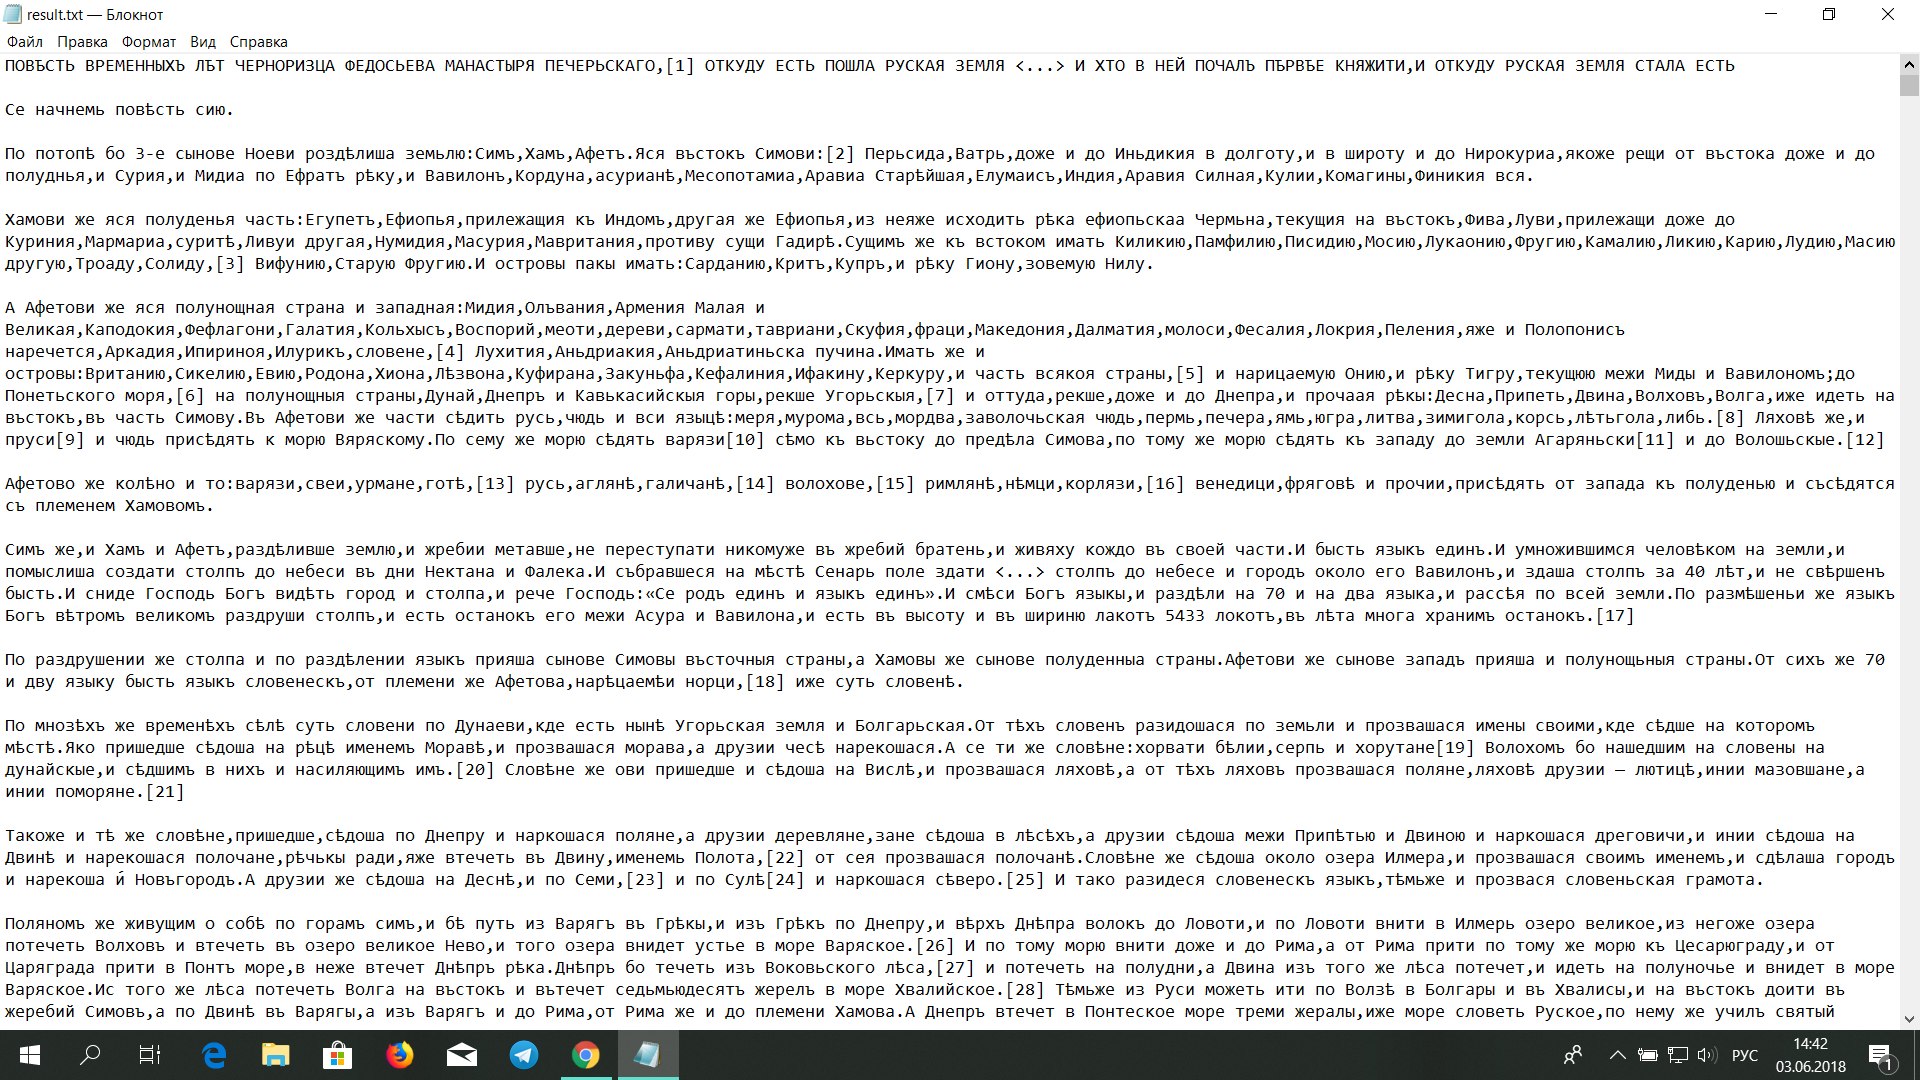 result.txt — Блокнот
Файл Правка Формат Вид Справка
ПОВѢСТЬ ВРЕМЕННЫХЪ ЛѢТ ЧЕРНОРИЗЦА ФЕДОСЬЕВА МАНАСТЫРЯ ПЕЧЕРЬСКАГО,[1] ОТКУДУ ЕСТЬ ПОШЛА РУСКАЯ ЗЕМЛЯ <...> И ХТО В НЕЙ ПОЧАЛЪ ПѢРВѢЕ КНЯЖИТИ,И ОТКУДУ РУСКАЯ ЗЕМЛЯ СТАЛА ЕСТЬ
Се начнемь повѣсть сию.
По потопѣ бо 3-е сынове Ноеви роздѣлиша земьлю:Симъ,Хамъ,Афетъ.Яся въстокъ Симови:[2] Перьсида,Ватрь,доже и до Иньдикия в долготу,и в широту и до Нирокуриа,якоже рещи от въстока доже и до
полуднья,и Сурия,и Мидиа по Ефратъ рѣку,и Вавилонъ,Кордуна,асурианѣ,Месопотамиа,Аравиа Старѣйшая,Елумаисъ,Индия,Аравия Силная,Кулии,Комагины,Финикия вся.
Хамови же яся полуденья часть:Егупетъ,Ефиопья,прилежащия къ Индомъ,другая же Ефиопья,из неяже исходить рѣка ефиопьскаа Чермьна,текущия на въстокъ,Фива,Луви,прилежащи доже до
Куриния,Мармариа,суритѣ,Ливуи другая,Нумидия,Масурия,Мавритания,противу сущи Гадирѣ.Сущимъ же къ встоком имать Киликию,Памфилию,Писидию,Мосию,Лукаонию,Фругию,Камалию,Ликию,Карию,Лудию,Масию
другую,Троаду,Солиду,[3] Вифунию,Старую Фругию.И островы пакы имать:Сарданию,Критъ,Купръ,и рѣку Гиону,зовемую Нилу.
А Афетови же яся полунощная страна и западная:Мидия,Олъвания,Армения Малая и
Великая,Каподокия,Фефлагони,Галатия,Кольхысъ,Воспорий,меоти,дереви,сармати,тавриани,Скуфия,фраци,Македония,Далматия,молоси,Фесалия,Локрия,Пеления,яже и Полопонисъ
наречется,Аркадия,Ипириноя,Илурикъ,словене,[4] Лухития,Аньдриакия,Аньдриатиньска пучина.Имать же и
островы:Вританию,Сикелию,Евию,Родона,Хиона,Лѣзвона,Куфирана,Закуньфа,Кефалиния,Ифакину,Керкуру,и часть всякоя страны,[5] и нарицаемую Онию,и рѣку Тигру,текущюю межи Миды и Вавилономъ;до
Понетьского моря,[6] на полунощныя страны,Дунай,Днепръ и Кавькасийскыя горы,рекше Угорьскыя,[7] и оттуда,рекше,доже и до Днепра,и прочаая рѣкы:Десна,Припеть,Двина,Волховъ,Волга,иже идеть на
въстокъ,въ часть Симову.Въ Афетови же части сѣдить русь,чюдь и вси языцѣ:меря,мурома,всь,мордва,заволочьская чюдь,пермь,печера,ямь,югра,литва,зимигола,корсь,лѣтьгола,либь.[8] Ляховѣ же,и
пруси[9] и чюдь присѣдять к морю Вяряскому.По сему же морю сѣдять варязи[10] сѣмо къ вьстоку до предѣла Симова,по тому же морю сѣдять къ западу до земли Агаряньски[11] и до Волошьскые.[12]
Афетово же колѣно и то:варязи,свеи,урмане,готѣ,[13] русь,аглянѣ,галичанѣ,[14] волохове,[15] римлянѣ,нѣмци,корлязи,[16] венедици,фряговѣ и прочии,присѣдять от запада къ полуденью и съсѣдятся
съ племенем Хамовомъ.
Симъ же,и Хамъ и Афетъ,раздѣливше землю,и жребии метавше,не переступати никомуже въ жребий братень,и живяху кождо въ своей части.И бысть языкъ единъ.И умножившимся человѣком на земли,и
помыслиша создати столпъ до небеси въ дни Нектана и Фалека.И събравшеся на мѣстѣ Сенарь поле здати <...> столпъ до небесе и городъ около его Вавилонъ,и здаша столпъ за 40 лѣт,и не свѣршенъ
бысть.И сниде Господь Богъ видѣть город и столпа,и рече Господь:«Се родъ единъ и языкъ единъ».И смѣси Богъ языкы,и раздѣли на 70 и на два языка,и рассѣя по всей земли.По размѣшеньи же языкъ
Богъ вѣтромъ великомъ раздруши столпъ,и есть останокъ его межи Асура и Вавилона,и есть въ высоту и въ шириню лакотъ 5433 локотъ,въ лѣта многа хранимъ останокъ.[17]
По раздрушении же столпа и по раздѣлении языкъ прияша сынове Симовы въсточныя страны,а Хамовы же сынове полуденныа страны.Афетови же сынове западъ прияша и полунощьныя страны.От сихъ же 70
и дву языку бысть языкъ словенескъ,от племени же Афетова,нарѣцаемѣи норци,[18] иже суть словенѣ.
По мнозѣхъ же временѣхъ сѣлѣ суть словени по Дунаеви,кде есть нынѣ Угорьская земля и Болгарьская.От тѣхъ словенъ разидошася по земьли и прозвашася имены своими,кде сѣдше на которомъ
мѣстѣ.Яко пришедше сѣдоша на рѣцѣ именемъ Моравѣ,и прозвашася морава,а друзии чесѣ нарекошася.А се ти же словѣне:хорвати бѣлии,серпь и хорутане[19] Волохомъ бо нашедшим на словены на
дунайскые,и сѣдшимъ в нихъ и насиляющимъ имъ.[20] Словѣне же ови пришедше и сѣдоша на Вислѣ,и прозвашася ляховѣ,а от тѣхъ ляховъ прозвашася поляне,ляховѣ друзии — лютицѣ,инии мазовшане,а
инии поморяне.[21]
Такоже и тѣ же словѣне,пришедше,сѣдоша по Днепру и наркошася поляне,а друзии деревляне,зане сѣдоша в лѣсѣхъ,а друзии сѣдоша межи Припѣтью и Двиною и наркошася дреговичи,и инии сѣдоша на
Двинѣ и нарекошася полочане,рѣчькы ради,яже втечеть въ Двину,именемь Полота,[22] от сея прозвашася полочанѣ.Словѣне же сѣдоша около озера Илмера,и прозвашася своимъ именемъ,и сдѣлаша городъ
и нарекоша и́ Новъгородъ.А друзии же сѣдоша на Деснѣ,и по Семи,[23] и по Сулѣ[24] и наркошася сѣверо.[25] И тако разидеся словенескъ языкъ,тѣмьже и прозвася словеньская грамота.
Поляномъ же живущим о собѣ по горамъ симъ,и бѣ путь из Варягъ въ Грѣкы,и изъ Грѣкъ по Днепру,и вѣрхъ Днѣпра волокъ до Ловоти,и по Ловоти внити в Илмерь озеро великое,из негоже озера
потечеть Волховъ и втечеть въ озеро великое Нево,и того озера внидет устье в море Варяское.[26] И по тому морю внити доже и до Рима,а от Рима прити по тому же морю къ Цесарюграду,и от
Царяграда прити в Понтъ море,в неже втечет Днѣпръ рѣка.Днѣпръ бо течеть изъ Воковьского лѣса,[27] и потечеть на полудни,а Двина изъ того же лѣса потечет,и идеть на полуночье и внидет в море
Варяское.Ис того же лѣса потечеть Волга на въстокъ и вътечет седьмьюдесятъ жерелъ в море Хвалийское.[28] Тѣмьже из Руси можеть ити по Волзѣ в Болгары и въ Хвалисы,и на въстокъ доити въ
жеребий Симовъ,а по Двинѣ въ Варягы,а изъ Варягъ и до Рима,от Рима же и до племени Хамова.А Днепръ втечет в Понтеское море треми жералы,иже море словеть Руское,по нему же училъ святый
РУС
14:42
03.06.2018
1